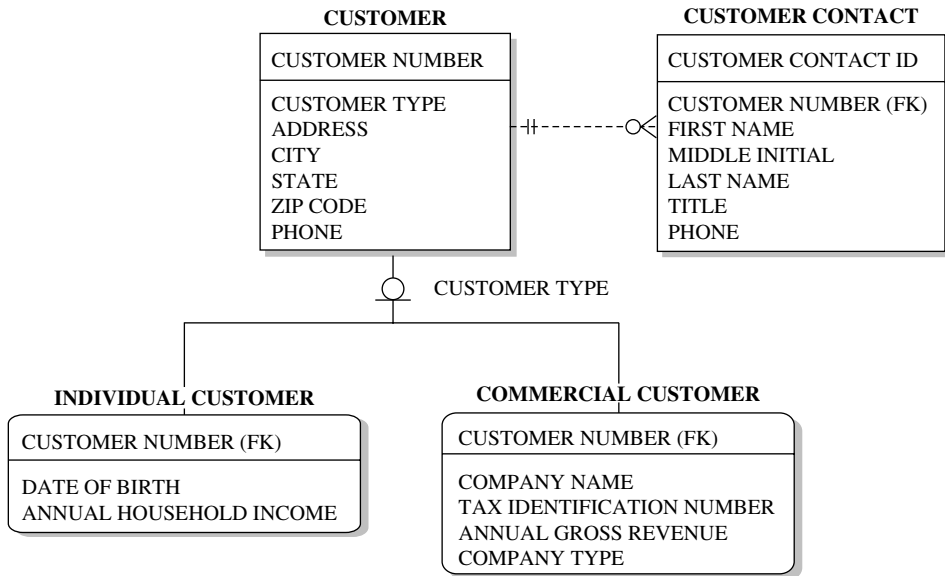 CUSTOMER
CUSTOMER NUMBER
CUSTOMER TYPE
ADDRESS
CITY
STATE
ZIP CODE
PHONE
CUSTOMER CONTACT
CUSTOMER CONTACT ID
CUSTOMER NUMBER (FK)
FIRST NAME
MIDDLE INITIAL
LAST NAME
TITLE
PHONE
CUSTOMER TYPE
INDIVIDUAL CUSTOMER
CUSTOMER NUMBER (FK)
DATE OF BIRTH
ANNUAL HOUSEHOLD INCOME
COMMERCIAL CUSTOMER
CUSTOMER NUMBER (FK)
COMPANY NAME
TAX IDENTIFICATION NUMBER
ANNUAL GROSS REVENUE
COMPANY TYPE